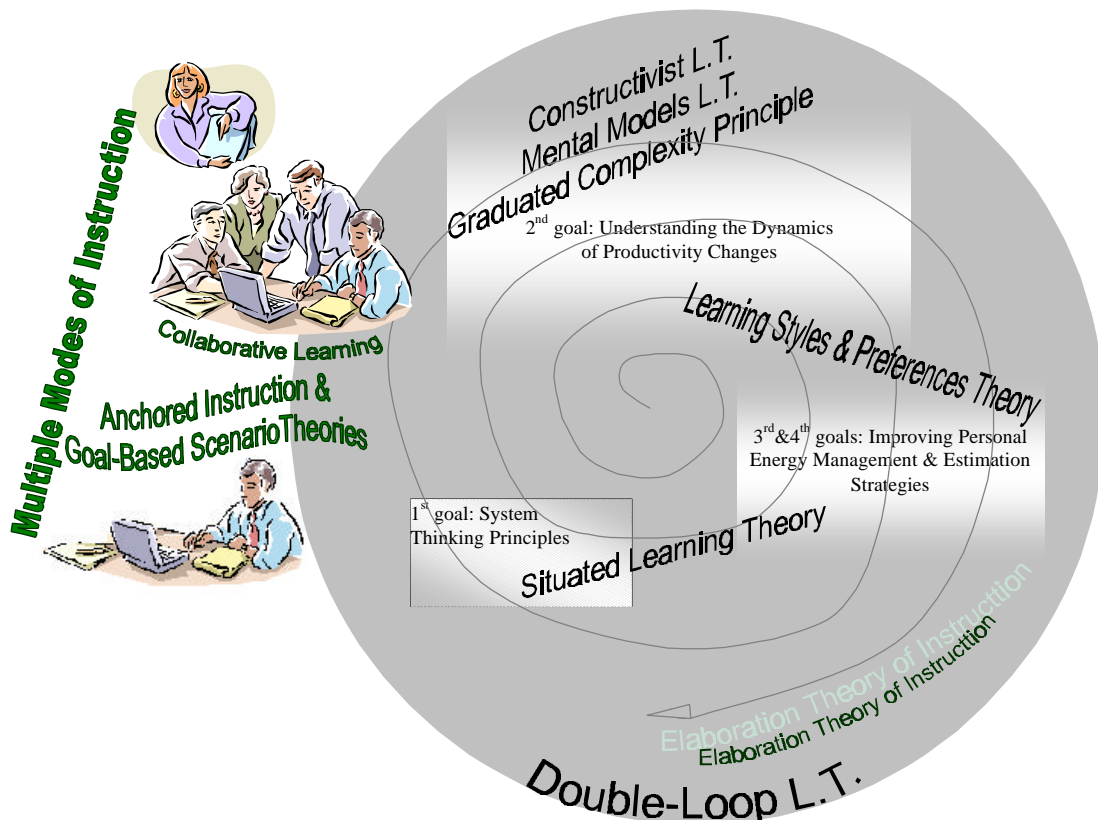 Multiple Modes of Instruction
Collaborative Learning
Anchored Instruction &
Goal-Based ScenarioTheories
Constructivist L.T.
Mental Models L.T.
Graduated Complexity Principle
2nd goal: Understanding the Dynamics
of Productivity Changes
Learning Styles & Preferences Theory
3rd&4th goals: Improving Personal
Energy Management & Estimation
Strategies
1st goal: System
Thinking Principles
Situated Learning Theory
Elaboration Theory of Instructtion
Elaboration Theory of Instructtion
Double-Loop L.T.